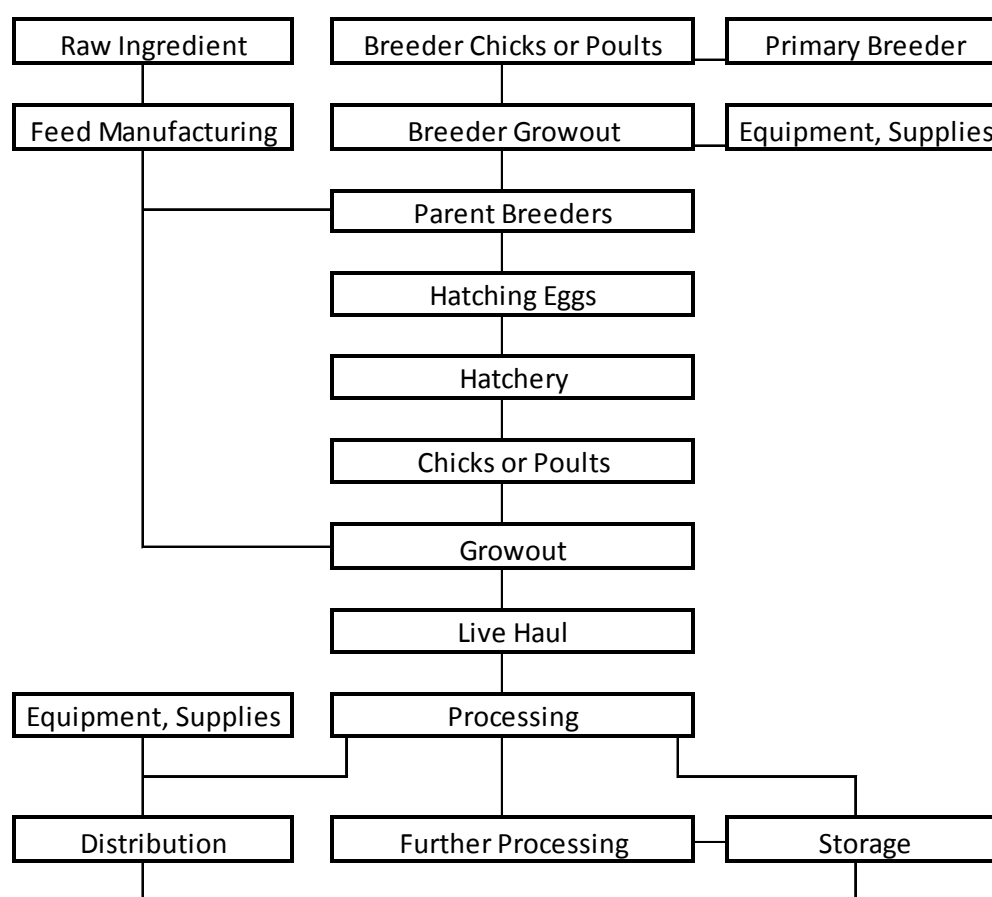 Raw Ingredient
Breeder Chicks or Poults
Primary Breeder
Feed Manufacturing
Breeder Growout
Equipment, Supplies
Parent Breeders
Hatching Eggs
Hatchery
Chicks or Poults
Growout
Live Haul
Equipment, Supplies
Processing
Distribution
Further Processing
Storage